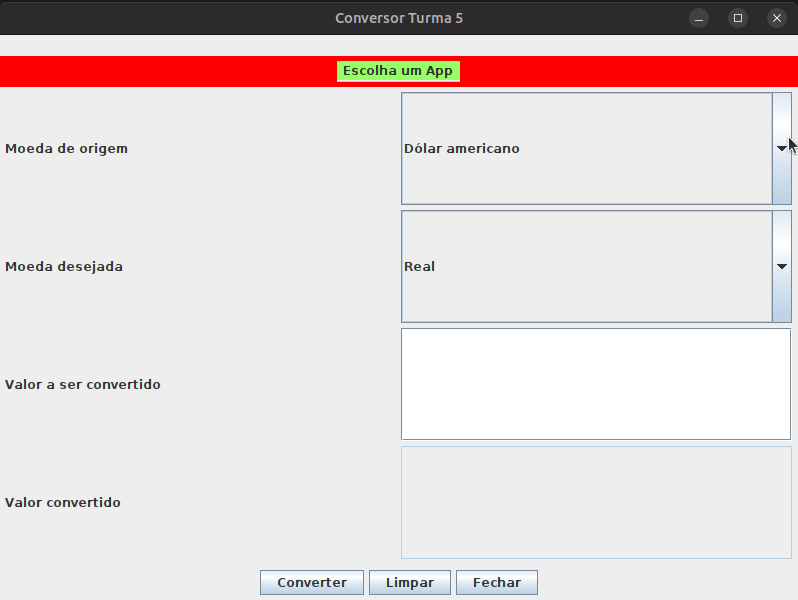 Conversor Turma 5
Escolha um App
Moeda de origem
Dólar americano
Moeda desejada
Real
Valor a ser convertido
Valor convertido
Converter Limpar Fechar